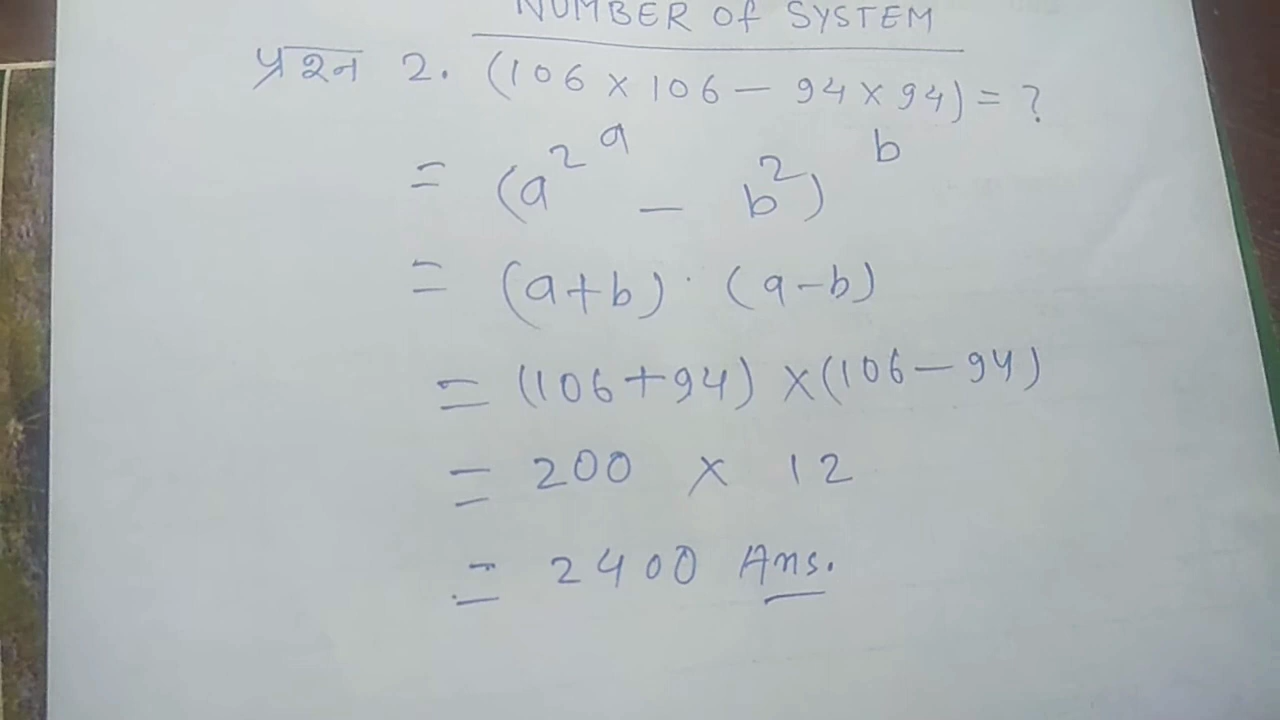 NUMBER OF SYSTEM
प्रश्न 2. (106 × 106 – 94 × 94) = ?
a b
= (a² – b²)
= (a+b) · (a-b)
= (106+94) ×(106-94)
= 200 × 12
= 2400 Ans.